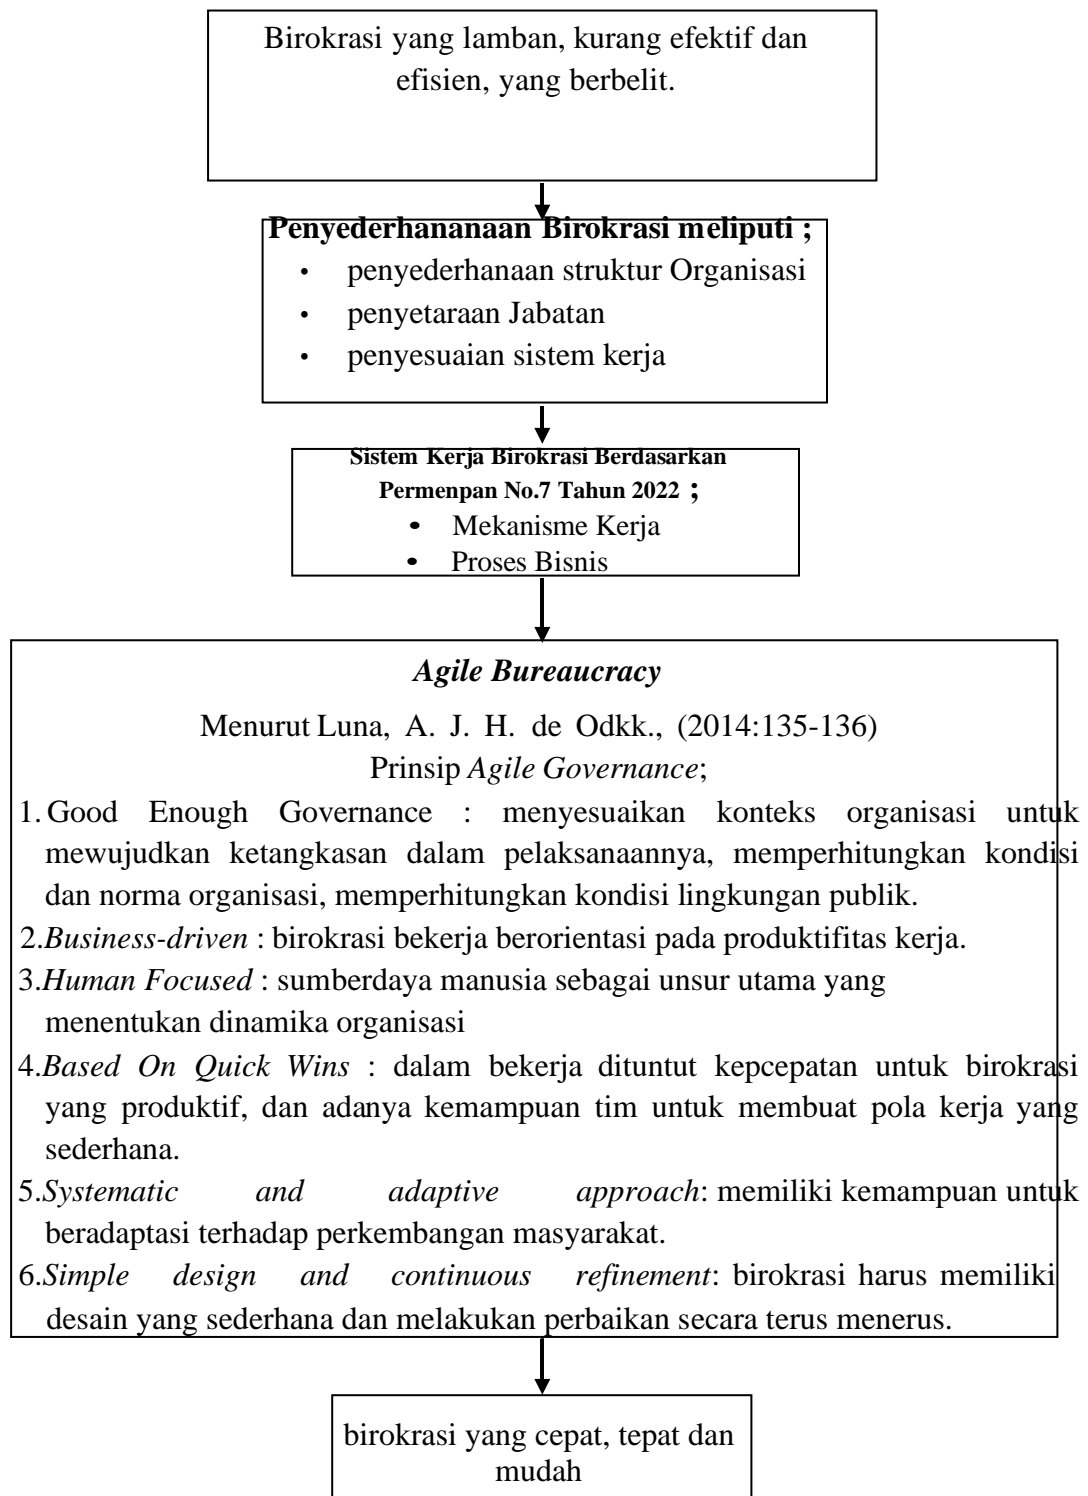 Birokrasi yang lamban, kurang efektif dan
efisien, yang berbelit.
Penyederhananaan Birokrasi meliputi ;
• penyederhanaan struktur Organisasi
• penyetaraan Jabatan
• penyesuaian sistem kerja
Sistem Kerja Birokrasi Berdasarkan
Permenpan No.7 Tahun 2022 ;
• Mekanisme Kerja
• Proses Bisnis
Agile Bureaucracy
Menurut Luna, A. J. H. de Odkk., (2014:135-136)
Prinsip Agile Governance;
1. Good Enough Governance : menyesuaikan konteks organisasi untuk
mewujudkan ketangkasan dalam pelaksanaannya, memperhitungkan kondisi
dan norma organisasi, memperhitungkan kondisi lingkungan publik.
2.Business-driven : birokrasi bekerja berorientasi pada produktifitas kerja.
3.Human Focused : sumberdaya manusia sebagai unsur utama yang
menentukan dinamika organisasi
4.Based On Quick Wins : dalam bekerja dituntut kepcepatan untuk birokrasi
yang produktif, dan adanya kemampuan tim untuk membuat pola kerja yang
sederhana.
5.Systematic and adaptive approach: memiliki kemampuan untuk
beradaptasi terhadap perkembangan masyarakat.
6.Simple design and continuous refinement: birokrasi harus memiliki
desain yang sederhana dan melakukan perbaikan secara terus menerus.
birokrasi yang cepat, tepat dan
mudah